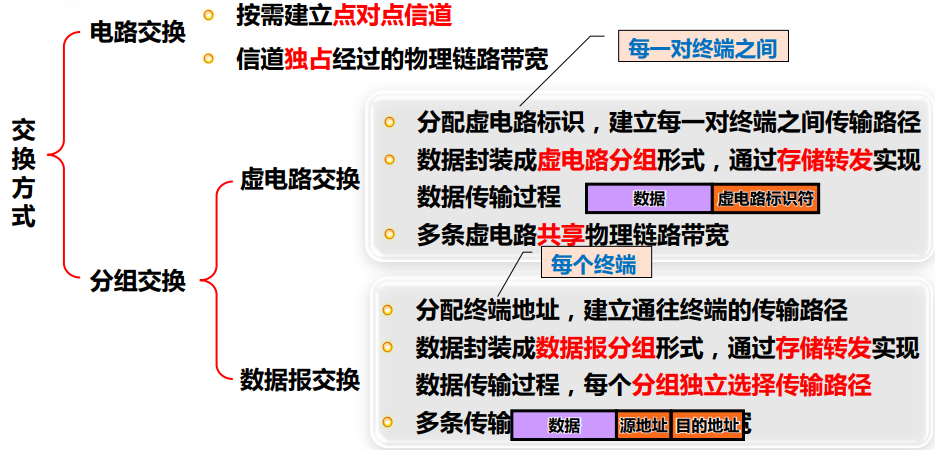 交换方式
电路交换
按需建立点对点信道
信道独占经过的物理链路带宽
分组交换
虚电路交换
每一对终端之间
分配虚电路标识，建立每一对终端之间传输路径
数据封装成虚电路分组形式，通过存储转发实现
数据传输过程
数据 虚电路标识符
多条虚电路共享物理链路带宽
数据报交换
每个终端
分配终端地址，建立通往终端的传输路径
数据封装成数据报分组形式，通过存储转发实现
数据传输过程，每个分组独立选择传输路径
多条传输
数据 源地址 目的地址